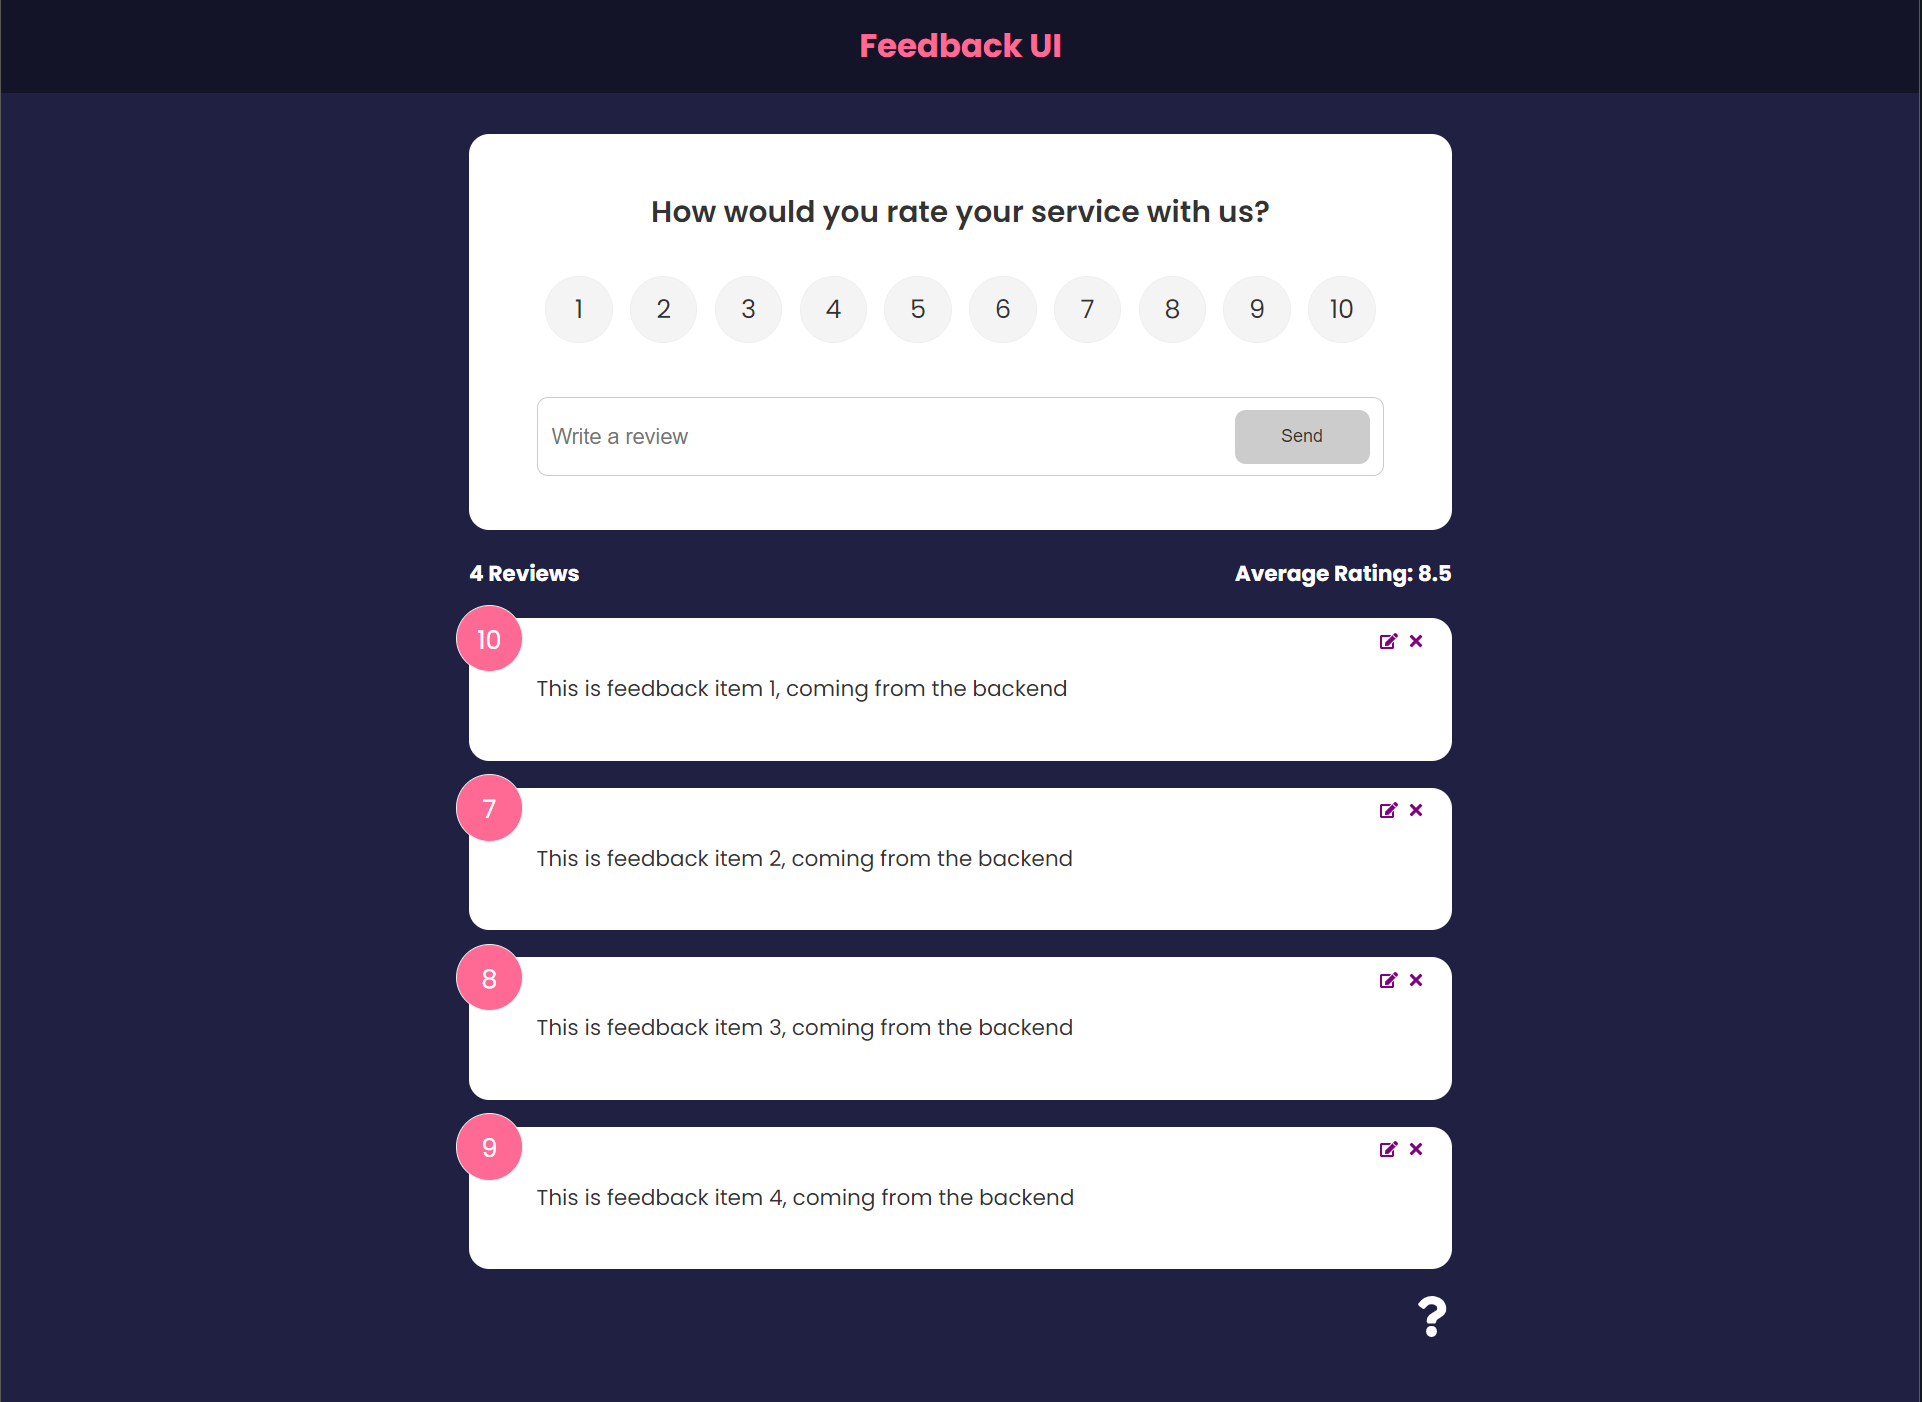 Feedback UI
How would you rate your service with us?
1 2 3 4 5 6 7 8 9 10
Write a review Send
4 Reviews Average Rating: 8.5
10
This is feedback item 1, coming from the backend
7
This is feedback item 2, coming from the backend
8
This is feedback item 3, coming from the backend
9
This is feedback item 4, coming from the backend
?